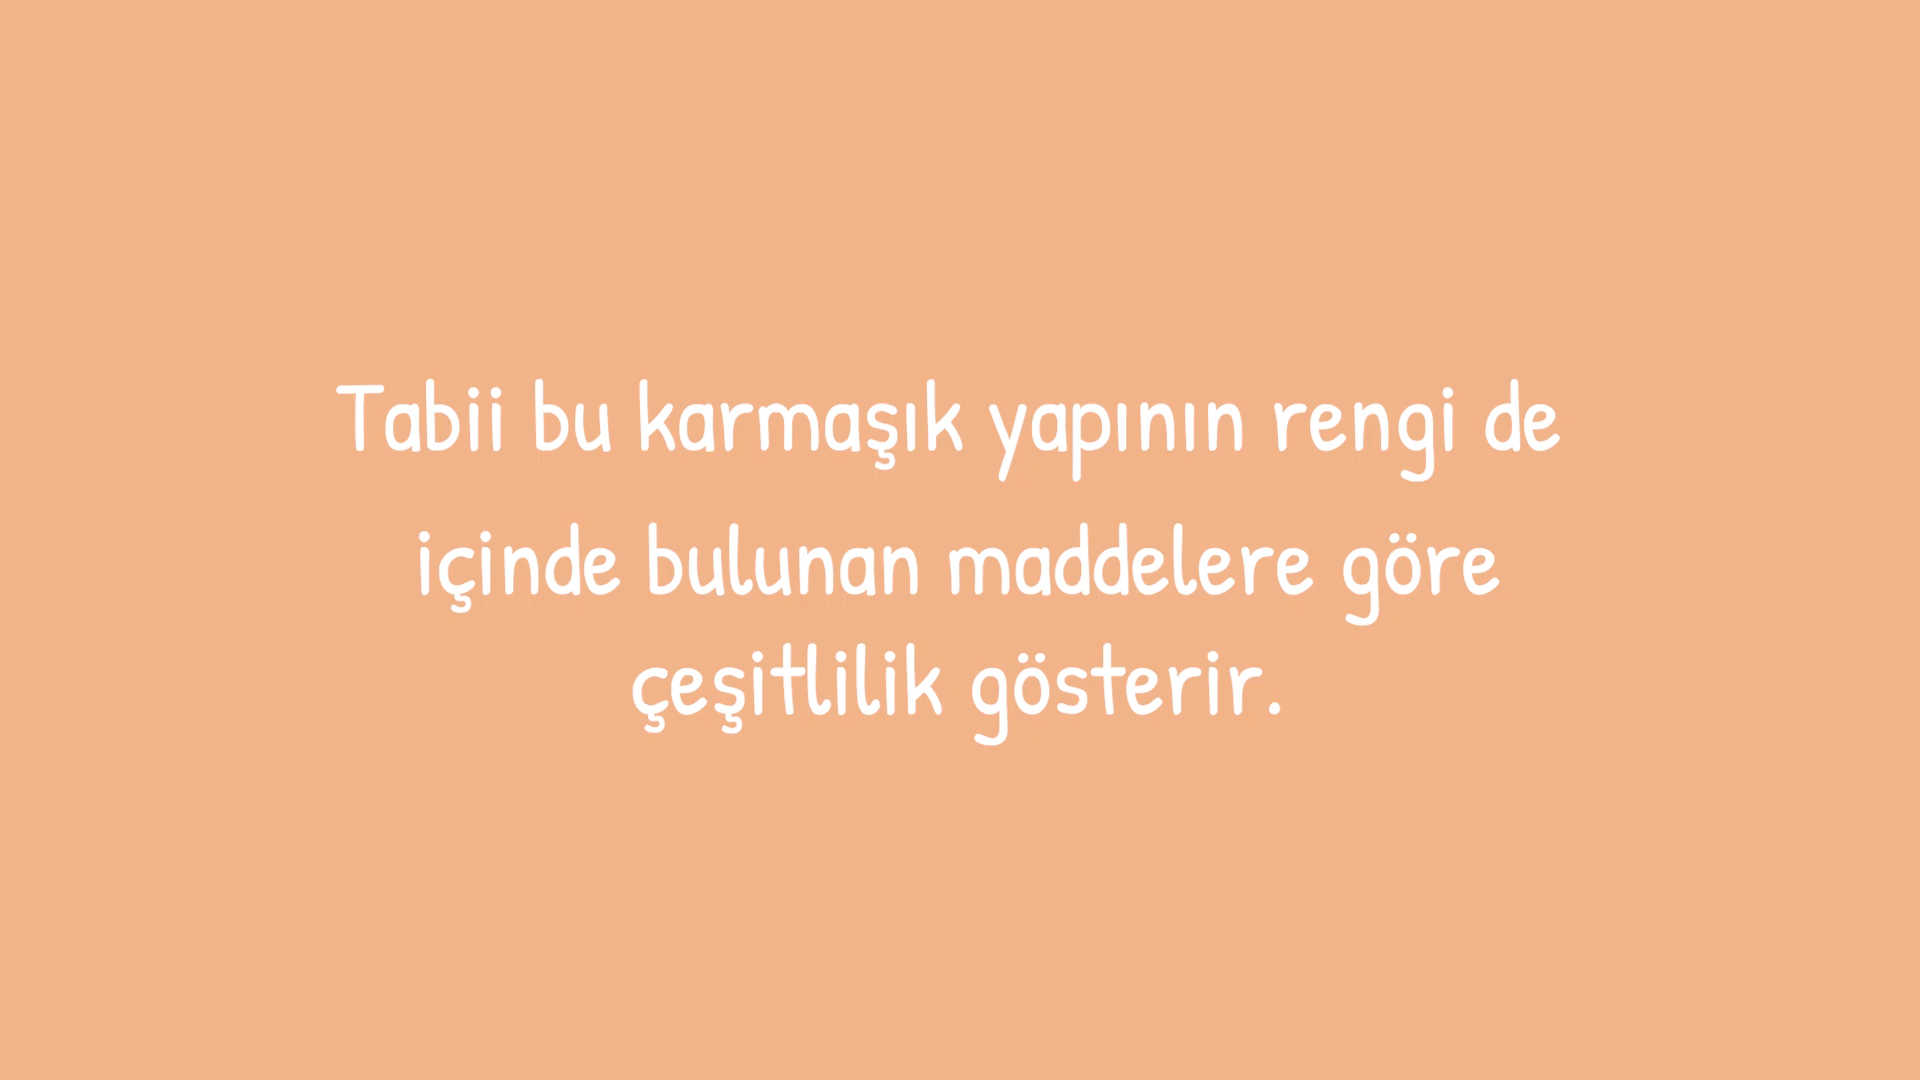 Tabii bu karmaşık yapının rengi de
içinde bulunan maddelere göre
çeşitlilik gösterir.